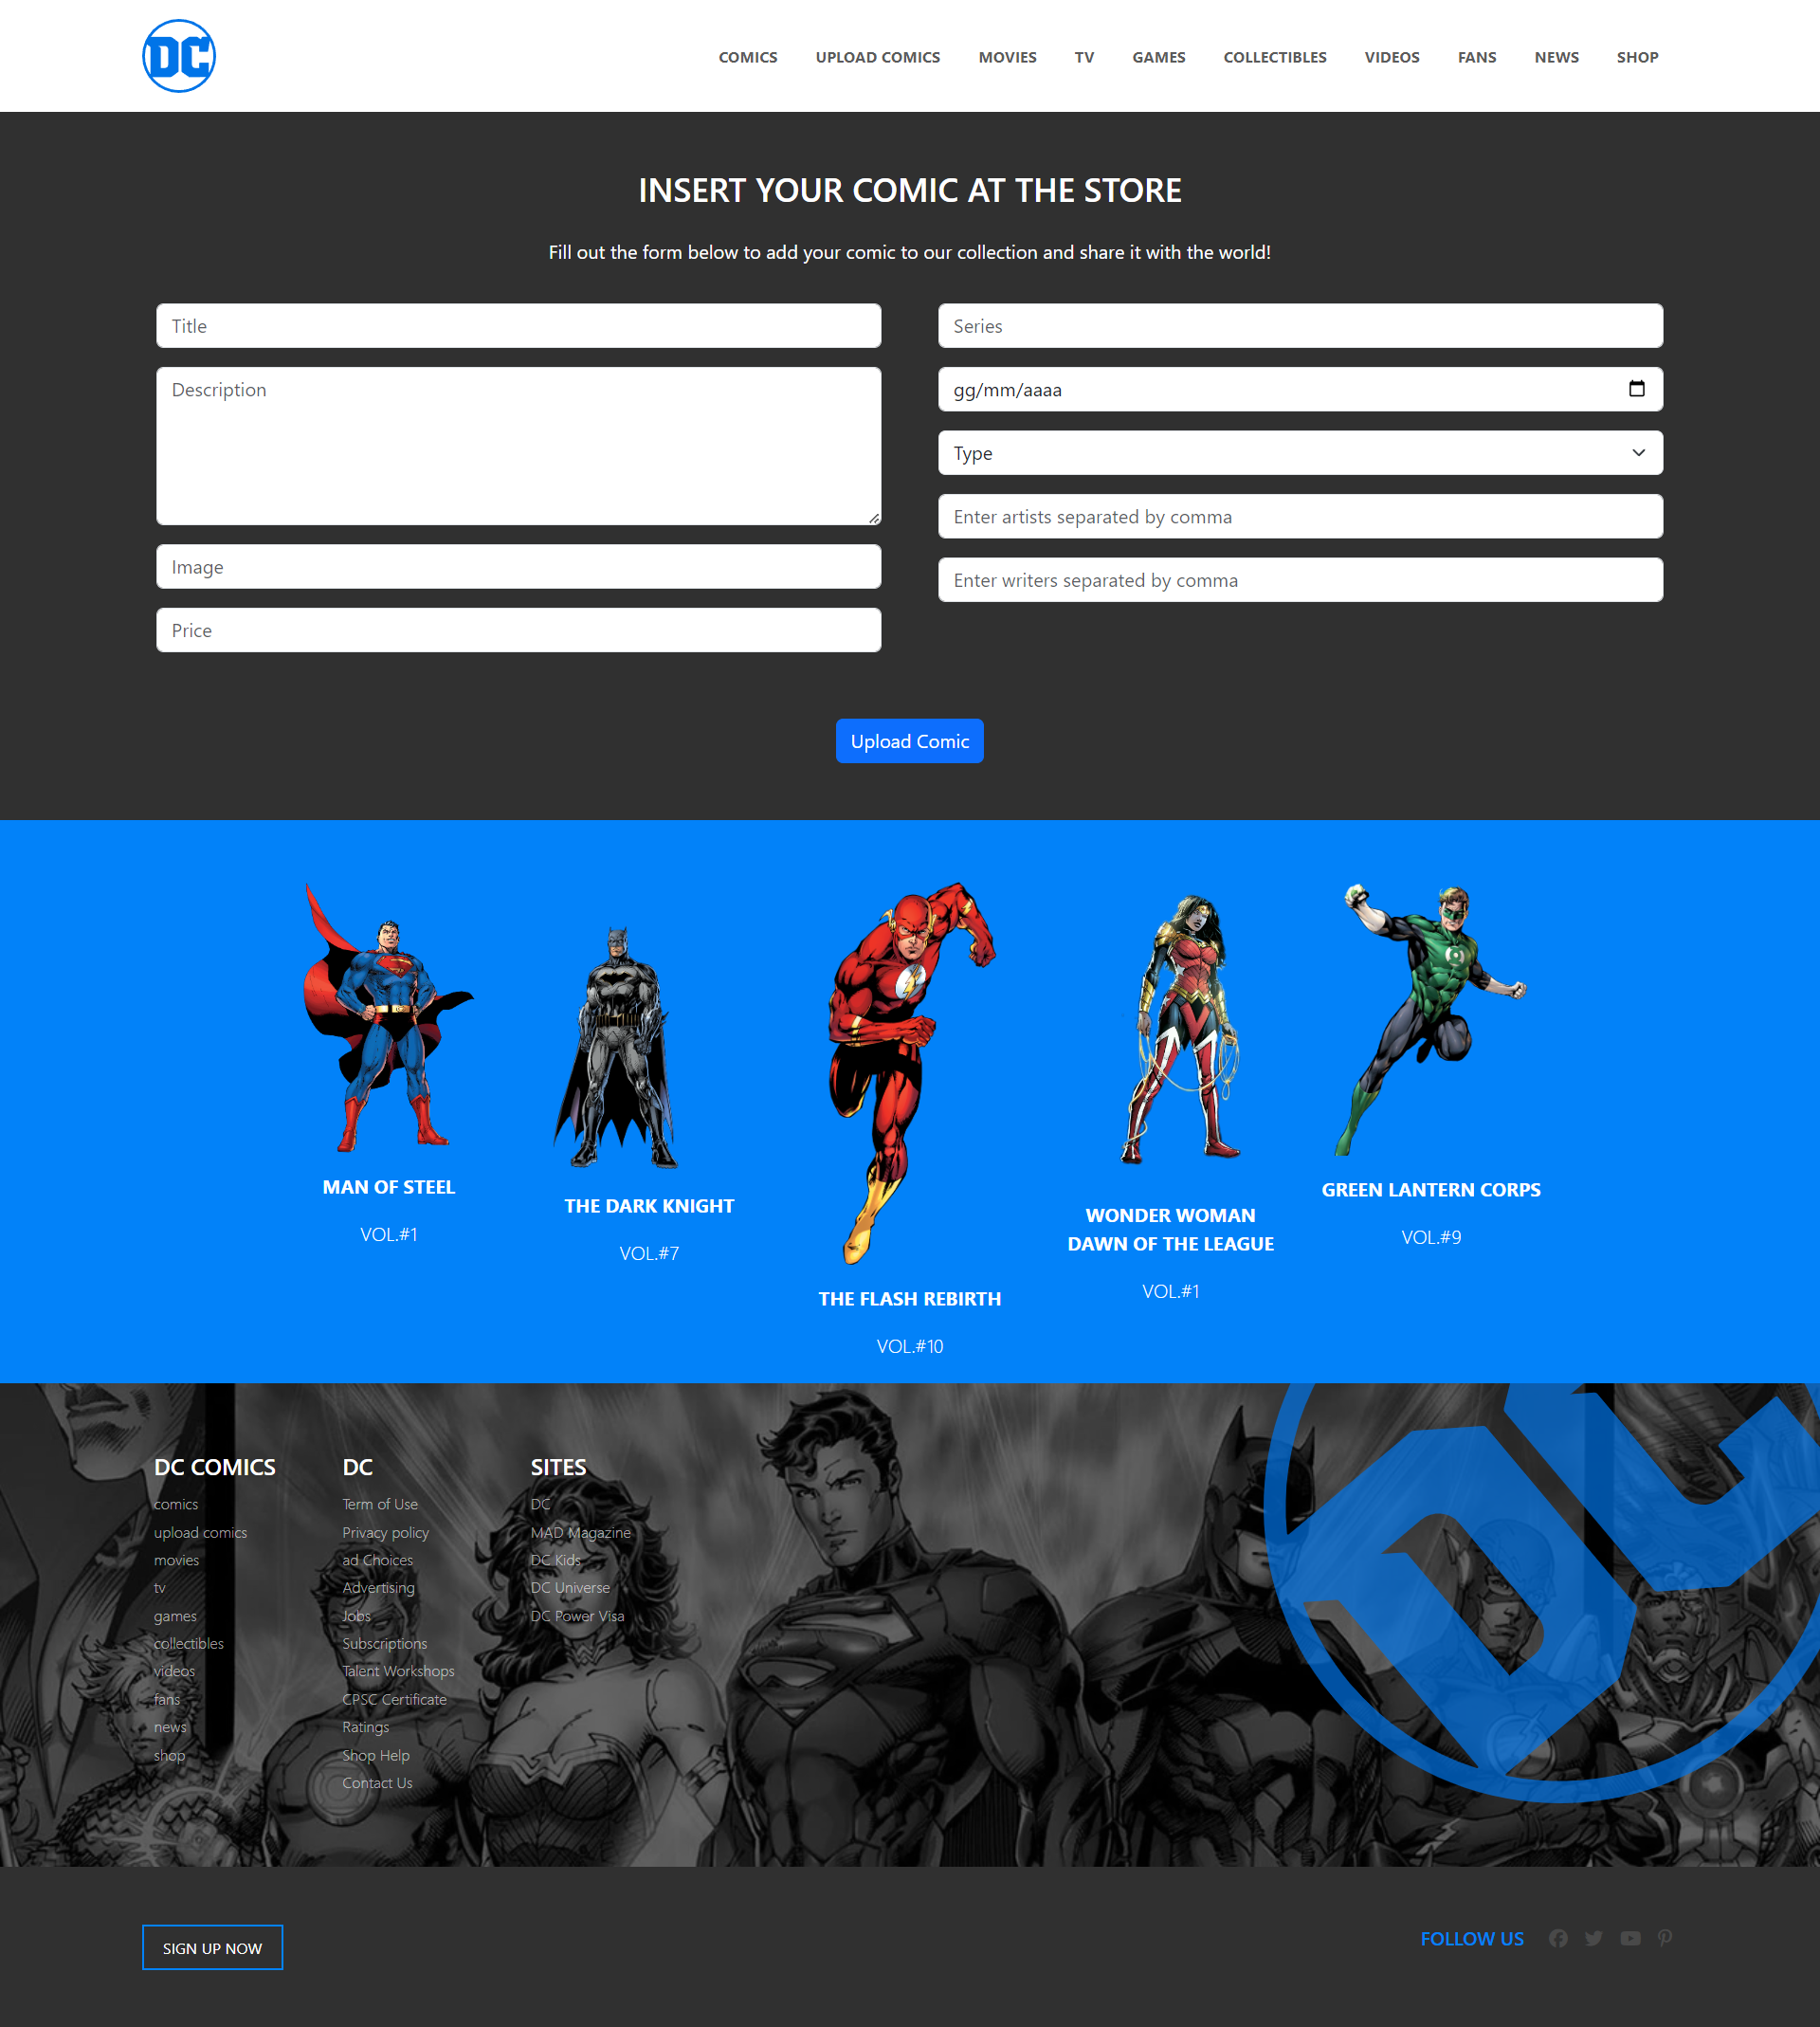 DC
COMICS UPLOAD COMICS MOVIES TV GAMES COLLECTIBLES VIDEOS FANS NEWS SHOP
INSERT YOUR COMIC AT THE STORE
Fill out the form below to add your comic to our collection and share it with the world!
Title
Description
Image
Price
Series
gg/mm/aaaa
Type
Enter artists separated by comma
Enter writers separated by comma
Upload Comic
MAN OF STEEL
VOL.#1
THE DARK KNIGHT
VOL.#7
THE FLASH REBIRTH
VOL.#10
WONDER WOMAN
DAWN OF THE LEAGUE
VOL.#1
GREEN LANTERN CORPS
VOL.#9
DC COMICS
comics
upload comics
movies
tv
games
collectibles
videos
fans
news
shop
DC
Term of Use
Privacy policy
ad Choices
Advertising
Jobs
Subscriptions
Talent Workshops
CPSC Certificate
Ratings
Shop Help
Contact Us
SITES
DC
MAD Magazine
DC Kids
DC Universe
DC Power Visa
SIGN UP NOW
FOLLOW US